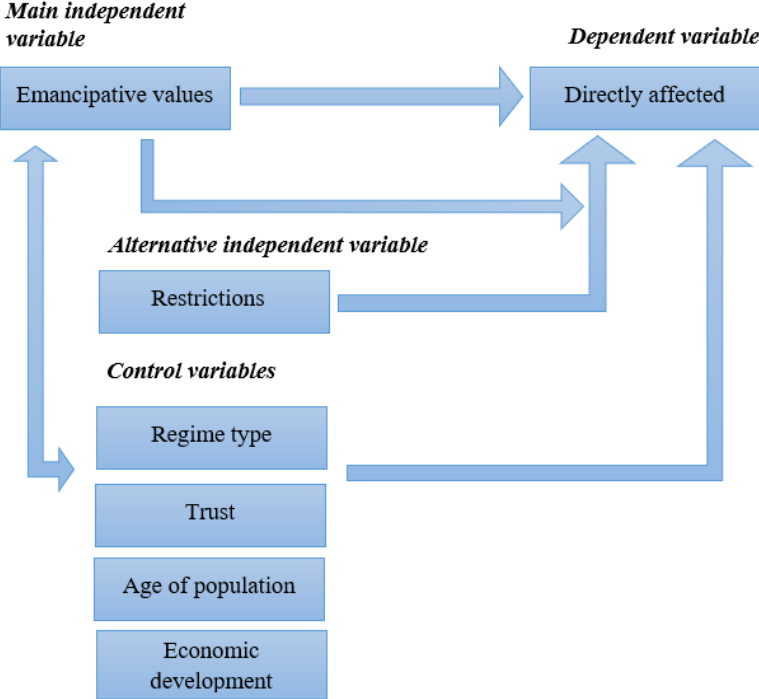 Main independent
variable
Dependent variable
Emancipative values
Directly affected
Alternative independent variable
Restrictions
Control variables
Regime type
Trust
Age of population
Economic
development